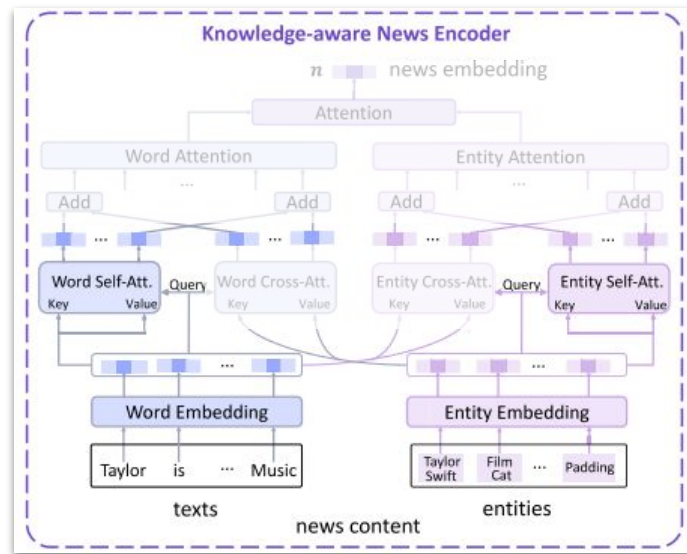 Knowledge-aware News Encoder
n news embedding
Attention
Word Attention
Entity Attention
...
...
Add
Add
Add
Add
...
...
...
...
Word Self-Att.
Key Value
Query
Word Cross-Att.
Key Value
Entity Cross-Att.
Key Value
Query
Entity Self-Att.
Key Value
...
...
Word Embedding
Entity Embedding
Taylor is ... Music
Taylor Swift
Film Cat
...
Padding
texts
entities
news content